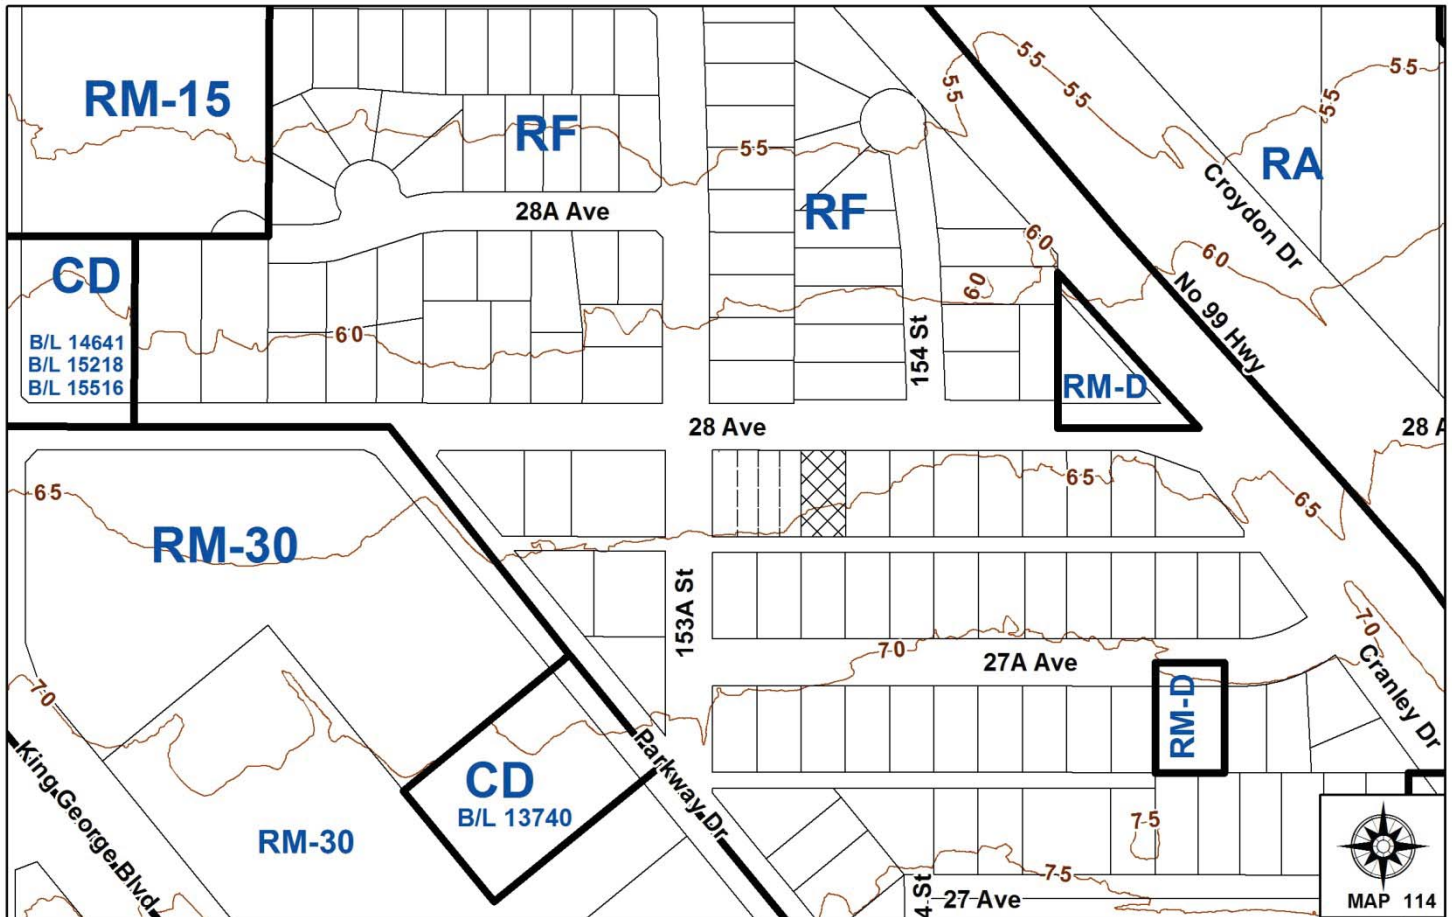 55
55
55
55
RM-15
55
RF
55
RA
Croydon Dr
RF
28A Ave
60
60
CD
60
No 99 Hwy
B/L 14641
B/L 15218
B/L 15516
60
154 St
RM-D
28 Ave
28 A
65
65
65
RM-30
153A St
70
70
27A Ave
Cranley Dr
70
RM-D
CD
B/L 13740
Parkway Dr
King George Blvd
RM-30
75
75
4 St
27 Ave
MAP 114